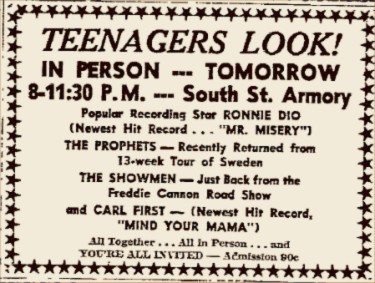 TEENAGERS LOOK!
IN PERSON --- TOMORROW
8-11:30 P.M. --- South St. Armory
Popular Recording Star RONNIE DIO
(Newest Hit Record . . . "MR. MISERY")
THE PROPHETS — Recently Returned from
13-week Tour of Sweden
THE SHOWMEN — Just Back from the
Freddie Cannon Road Show
and CARL FIRST — (Newest Hit Record,
"MIND YOUR MAMA")
All Together . . . All in Person . . . and
YOU'RE ALL INVITED — Admission 90c